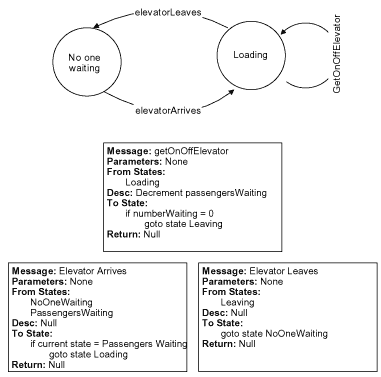 elevatorLeaves
No one
waiting
Loading
GetOnOffElevator
elevatorArrives
Message: getOnOffElevator
Parameters: None
From States:
Loading
Desc: Decrement passengersWaiting
To State:
if numberWaiting = 0
goto state Leaving
Return: Null
Message: Elevator Arrives
Parameters: None
From States:
NoOneWaiting
PassengersWaiting
Desc: Null
To State:
if current state = Passengers Waiting
goto state Loading
Return: Null
Message: Elevator Leaves
Parameters: None
From States:
Leaving
Desc: Null
To State:
goto state NoOneWaiting
Return: Null